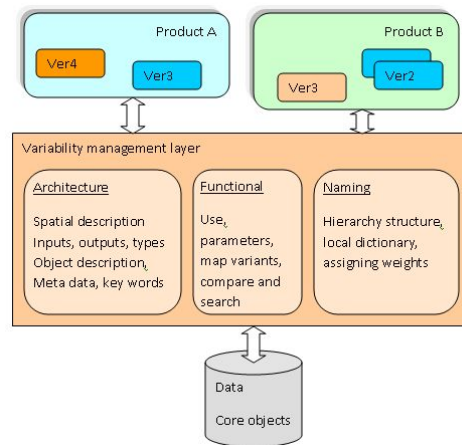 Product A
Ver4
Ver3
Product B
Ver3
Ver2
Variability management layer
Architecture
Spatial description
Inputs, outputs, types
Object description,
Meta data, key words
Functional
Use,
parameters,
map variants,
compare and
search
Naming
Hierarchy structure,
local dictionary,
assigning weights
Data
Core objects